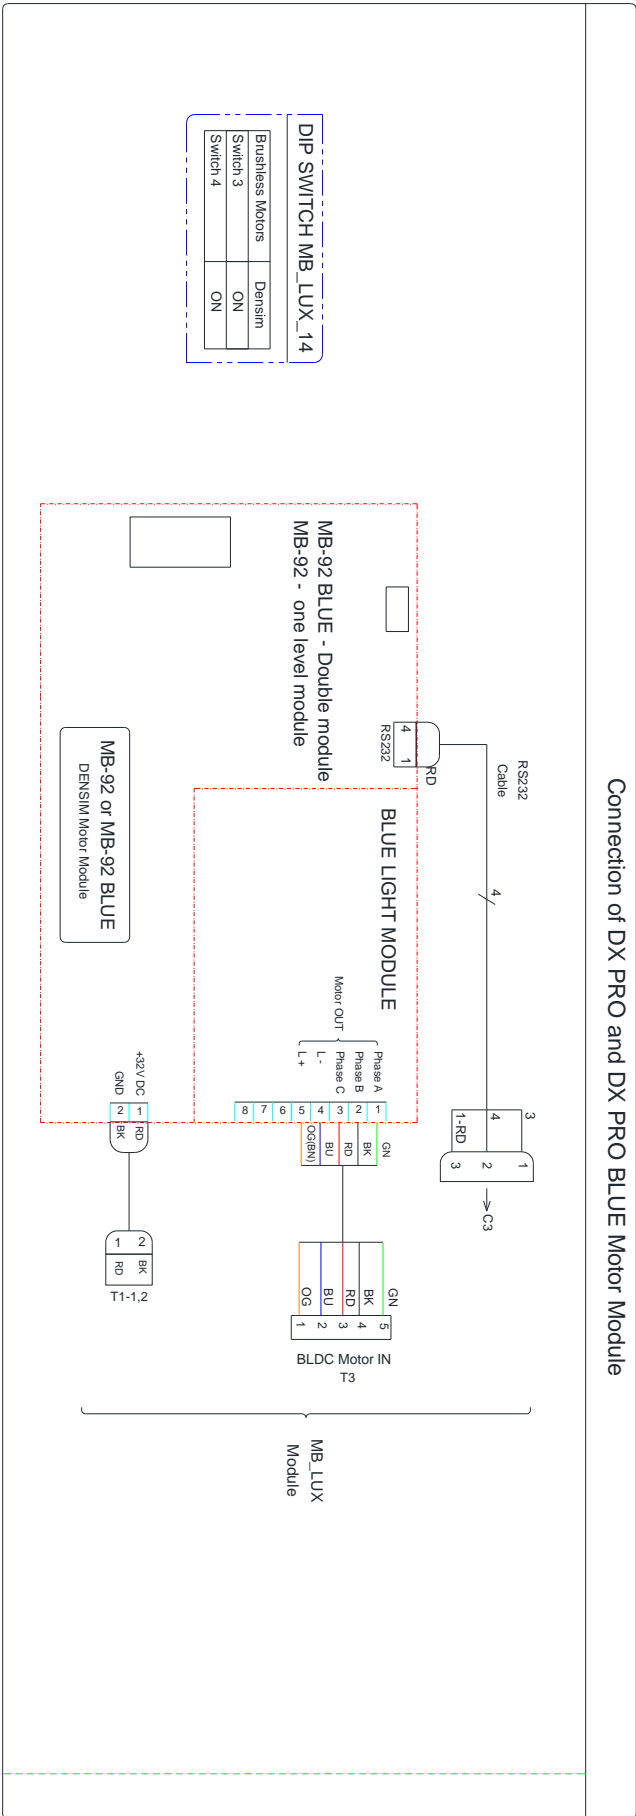 Connection of DX PRO and DX PRO BLUE Motor Module
DIP SWITCH MB_LUX_14
Brushless Motors Densim
Switch 3 ON
Switch 4 ON
RS232
Cable
4
3
4
1-RD
1
2
3
C3
RD
4 1
RS232
MB-92 BLUE - Double module
MB-92 - one level module
BLUE LIGHT MODULE
Motor OUT
Phase A 1 GN
Phase B 2 BK
Phase C 3 RD
L - 4 BU
L + 5 OG(BN)
6
7
8
GN 5
BK 4
RD 3
BU 2
OG 1
BLDC Motor IN
T3
MB-92 or MB-92 BLUE
DENSIM Motor Module
+32V DC 1 RD
GND 2 BK
2 BK
1 RD
T1-1,2
MB_LUX
Module